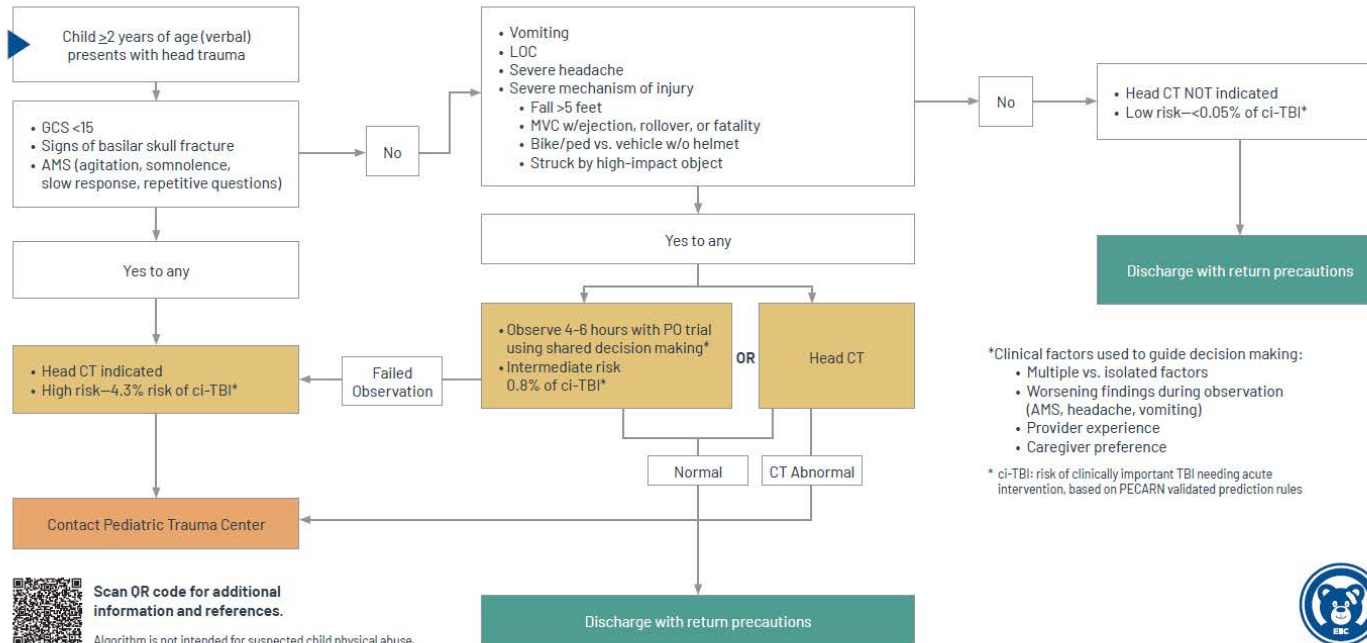 Child ≥2 years of age (verbal)
presents with head trauma
• GCS <15
• Signs of basilar skull fracture
• AMS (agitation, somnolence,
slow response, repetitive questions)
No
• Vomiting
• LOC
• Severe headache
• Severe mechanism of injury
• Fall >5 feet
• MVC w/ejection, rollover, or fatality
• Bike/ped vs. vehicle w/o helmet
• Struck by high-impact object
No
• Head CT NOT indicated
• Low risk—<0.05% of ci-TBI*
Yes to any
Yes to any
Discharge with return precautions
• Head CT indicated
• High risk—4.3% risk of ci-TBI*
Failed
Observation
• Observe 4-6 hours with PO trial
using shared decision making*
• Intermediate risk
0.8% of ci-TBI*
OR
Head CT
*Clinical factors used to guide decision making:
• Multiple vs. isolated factors
• Worsening findings during observation
(AMS, headache, vomiting)
• Provider experience
• Caregiver preference
* ci-TBI: risk of clinically important TBI needing acute
intervention, based on PECARN validated prediction rules
Normal
CT Abnormal
Contact Pediatric Trauma Center
Scan QR code for additional
information and references.
Algorithm is not intended for suspected child physical abuse.
Discharge with return precautions
EIIC